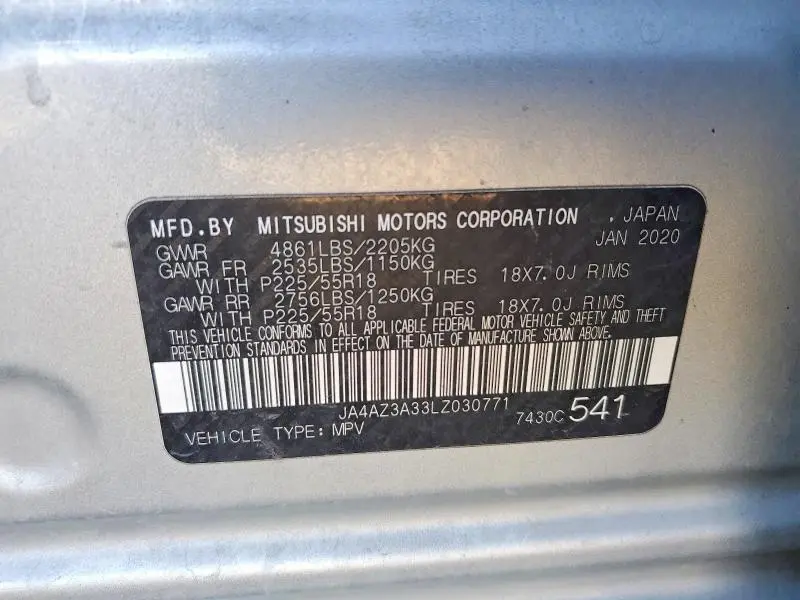 MFD.BY MITSUBISHI MOTORS CORPORATION , JAPAN
GVWR 4861LBS/2205KG JAN 2020
GAWR FR 2535LBS/1150KG
WITH P225/55R18 TIRES 18X7.0J RIMS
GAWR RR 2756LBS/1250KG
WITH P225/55R18 TIRES 18X7.0J RIMS
THIS VEHICLE CONFORMS TO ALL APPLICABLE FEDERAL MOTOR VEHICLE SAFETY AND THEFT
PREVENTION STANDARDS IN EFFECT ON THE DATE OF MANUFACTURE SHOWN ABOVE.
JA4AZ3A33LZ030771
VEHICLE TYPE: MPV 7430C 541